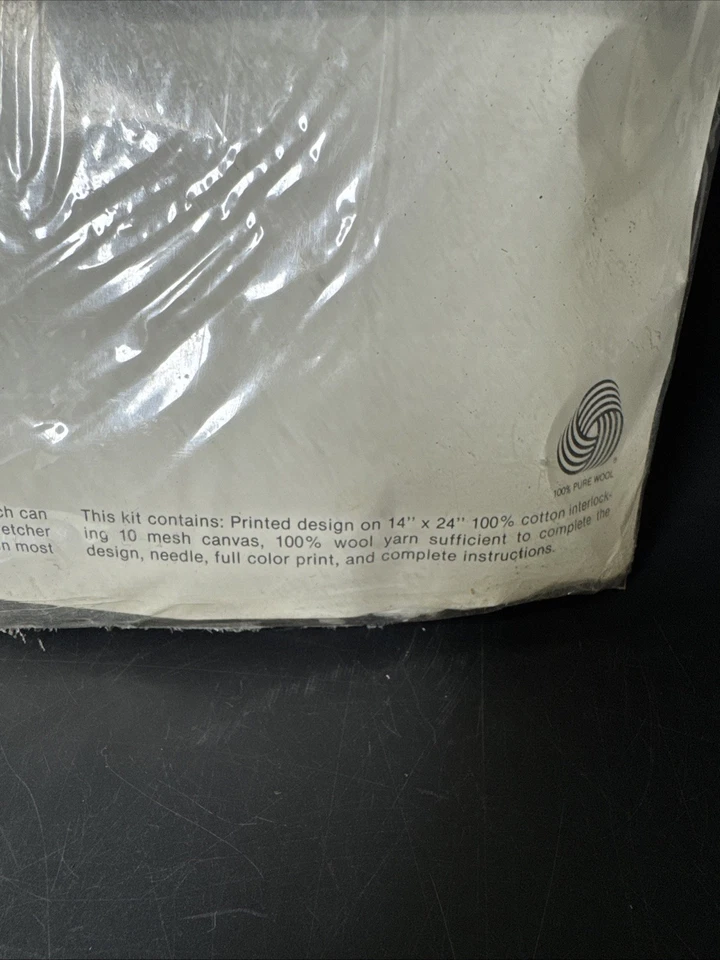 100% PURE WOOL
ch can
etcher
n most
This kit contains: Printed design on 14" x 24" 100% cotton interlock-
ing 10 mesh canvas, 100% wool yarn sufficient to complete the
design, needle, full color print, and complete instructions.